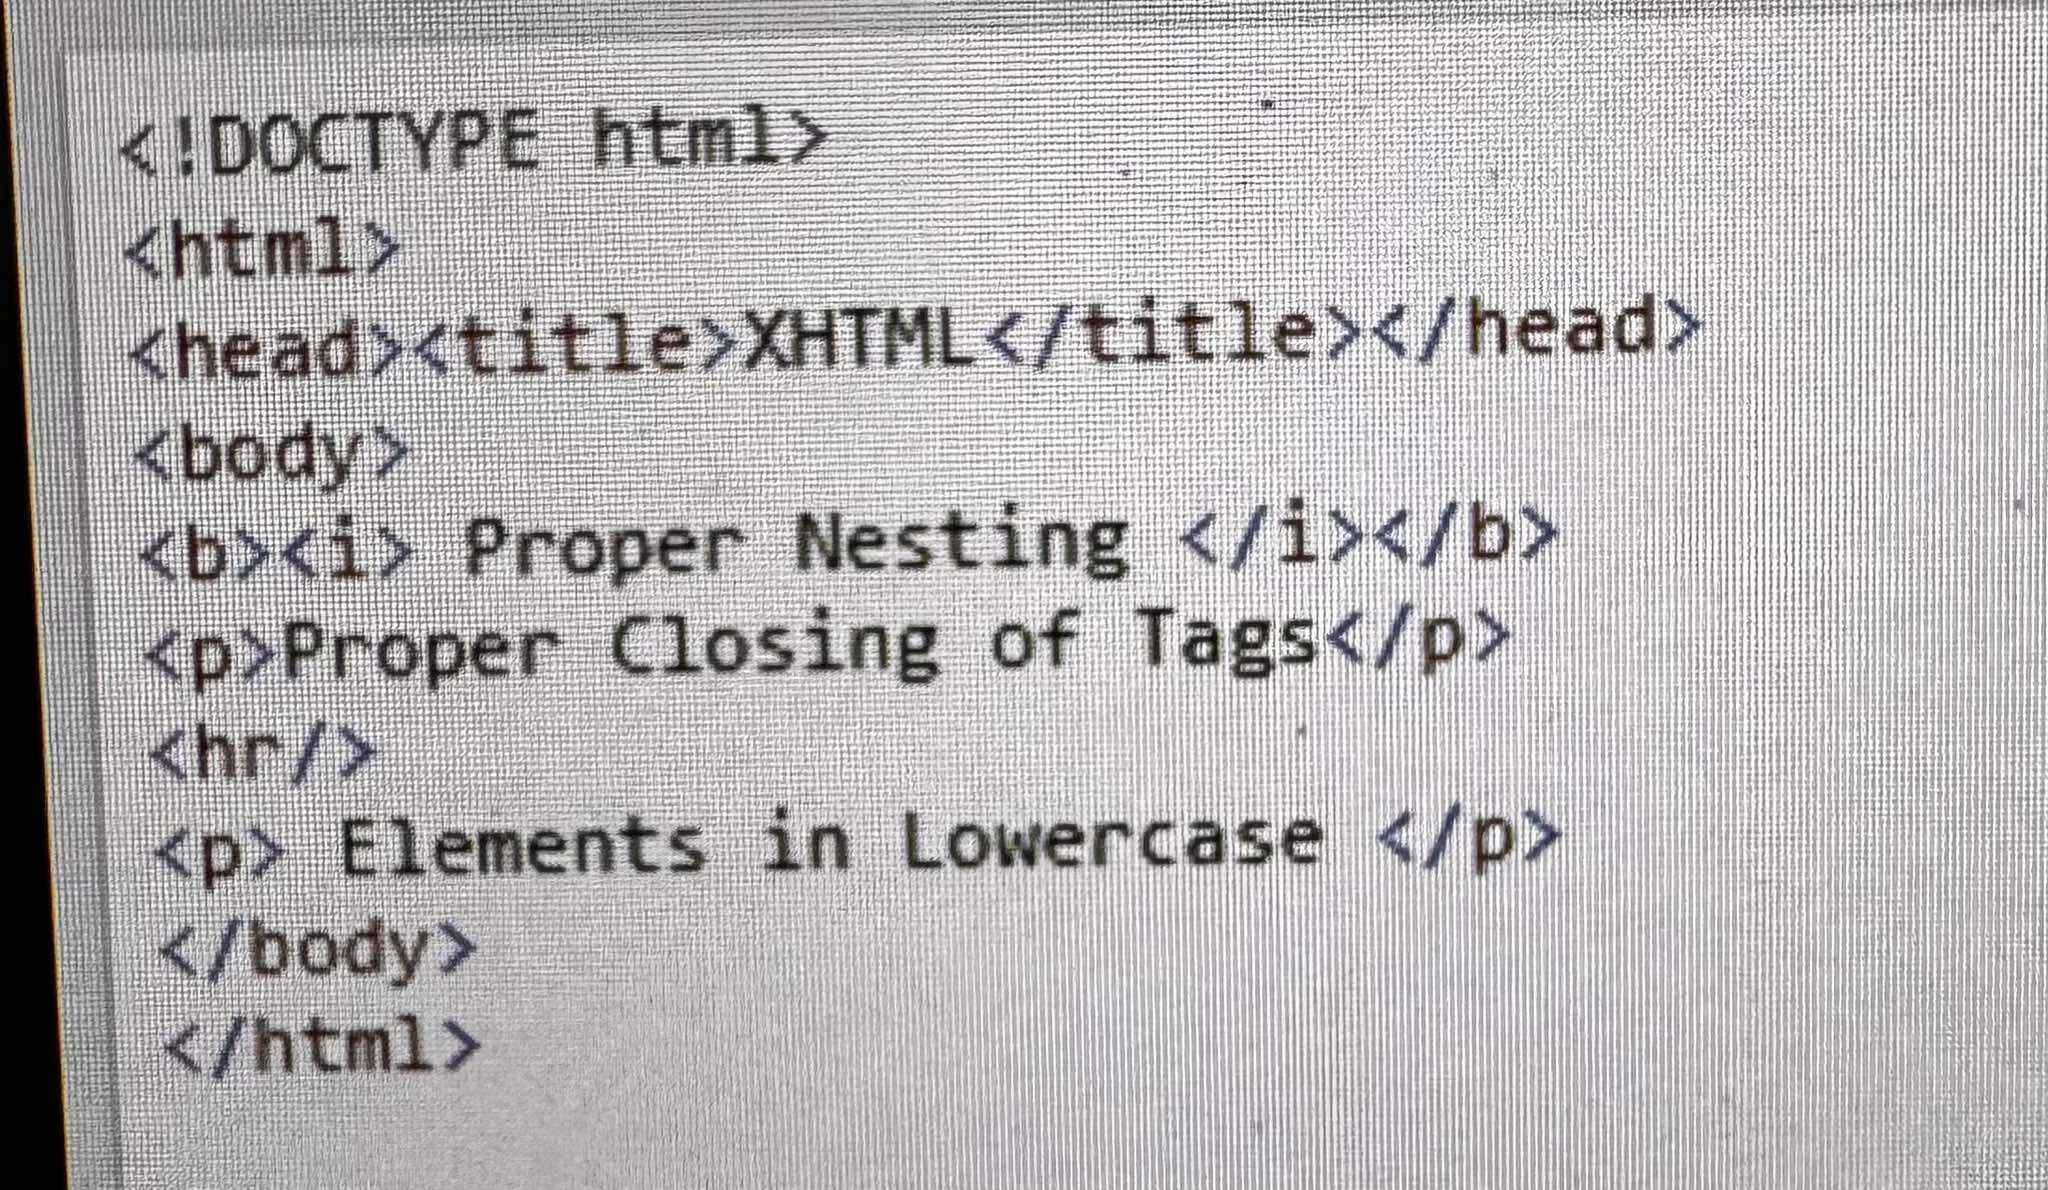 <!DOCTYPE html>
<html>
<head><title>XHTML</title></head>
<body>
<b><i> Proper Nesting </i></b>
<p>Proper Closing of Tags</p>
<hr/>
<p> Elements in Lowercase </p>
</body>
</html>